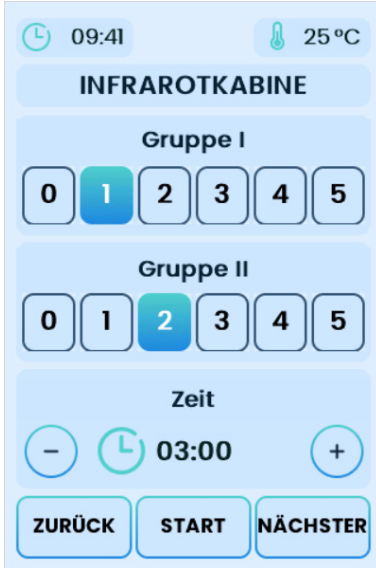 09:41 25 ºC
INFRAROTKABINE
Gruppe I
0 1 2 3 4 5
Gruppe II
0 1 2 3 4 5
Zeit
− 03:00 +
ZURÜCK START NÄCHSTER